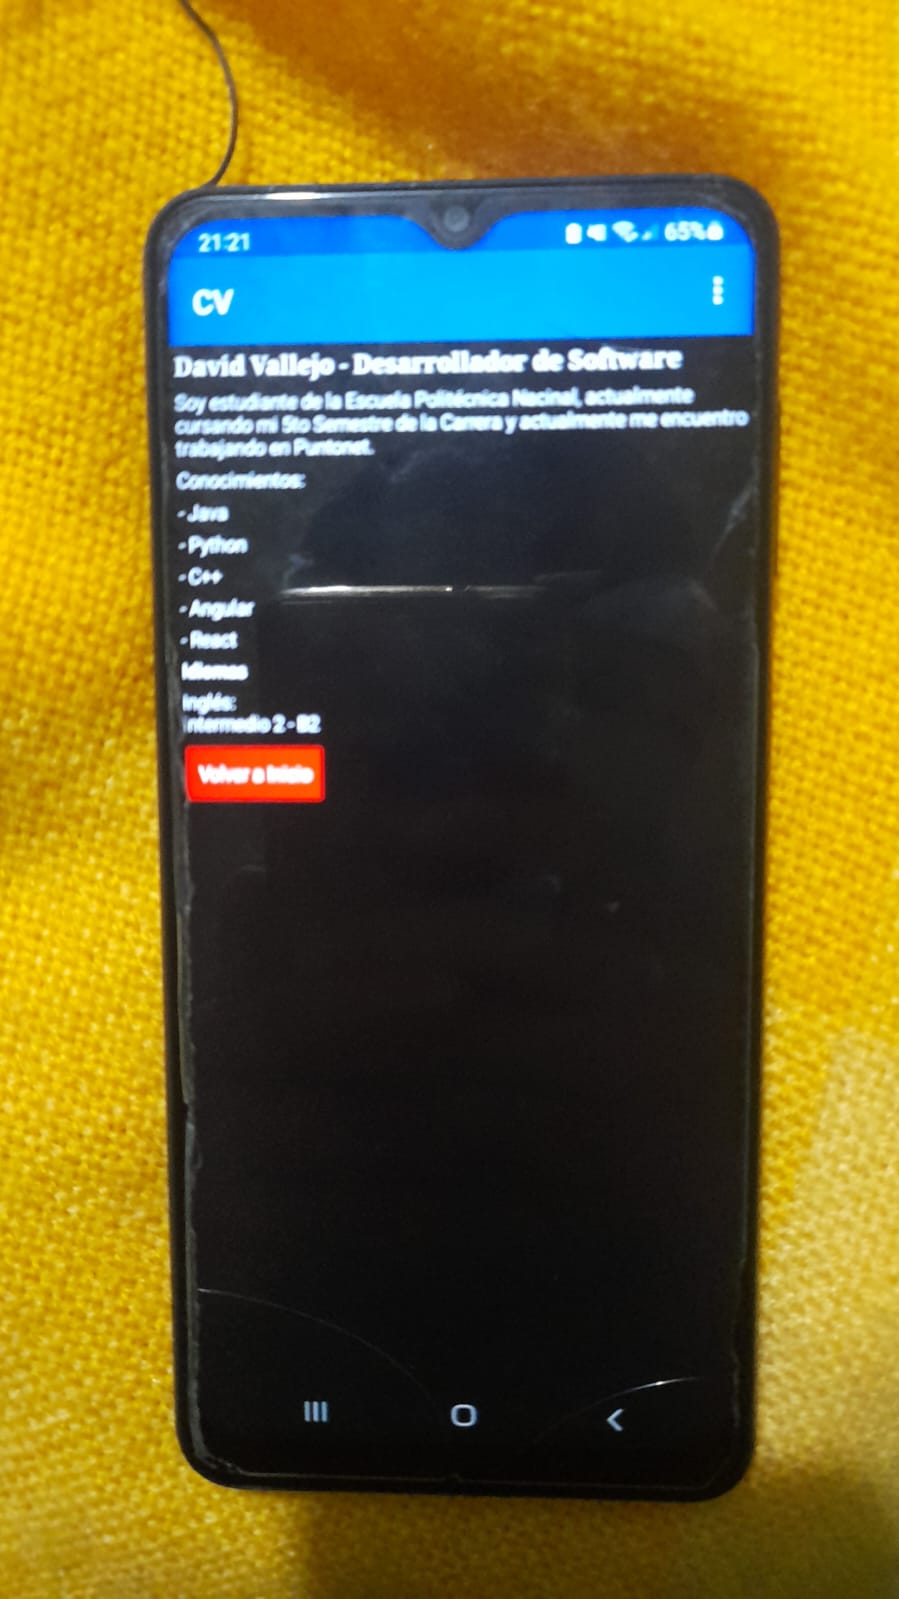 21:21
65%
CV
David Vallejo - Desarrollador de Software
Soy estudiante de la Escuela Politécnica Nacinal, actualmente
cursando mi 5to Semestre de la Carrera y actualmente me encuentro
trabajando en Puntonet.
Conocimientos:
- Java
- Python
- C++
- Angular
- React
Idiomas
Inglés:
Intermedio 2 - B2
Volver a Inicio